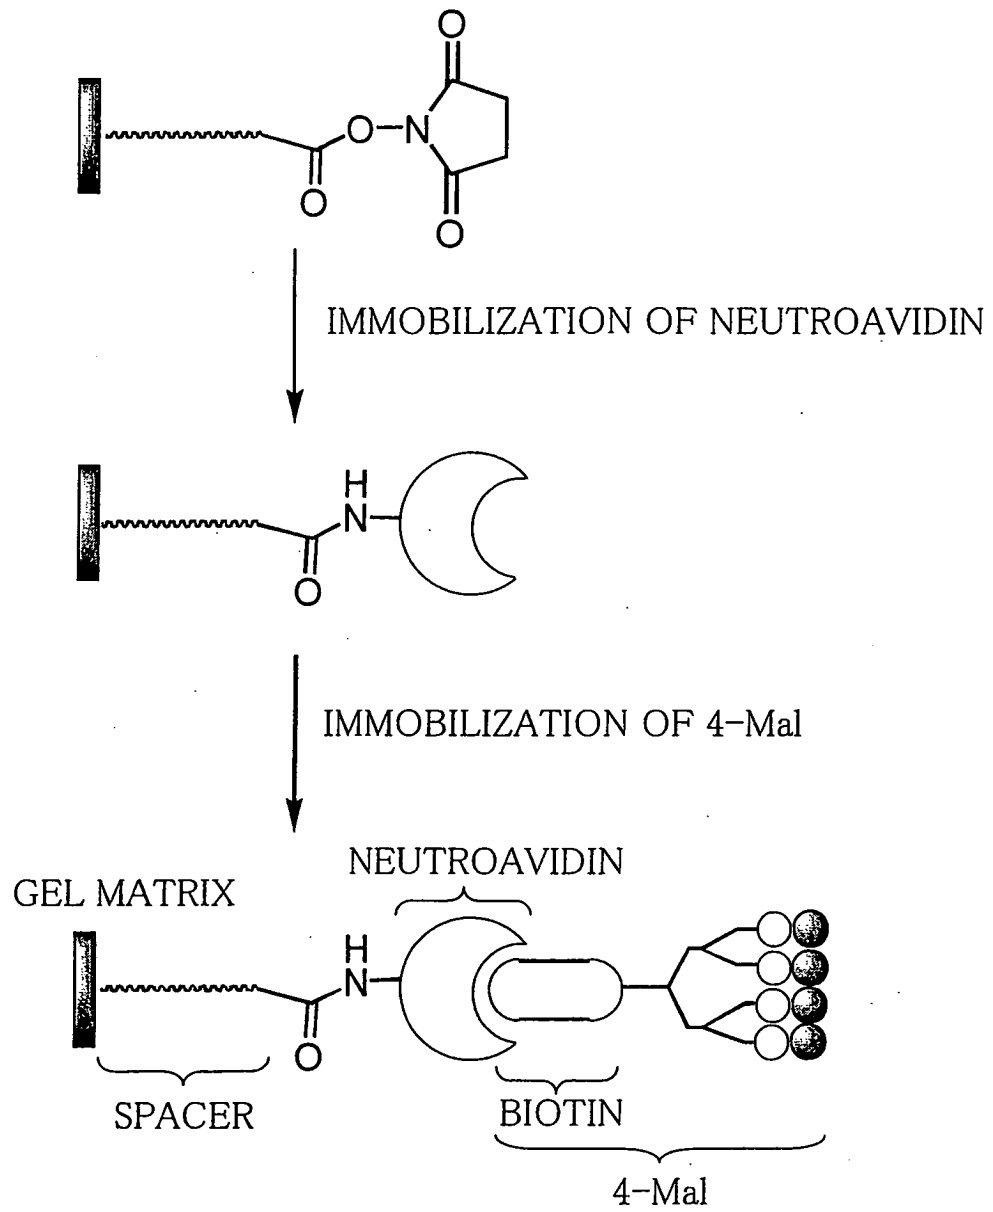 O
O N
O
O
IMMOBILIZATION OF NEUTROAVIDIN
H
N
O
IMMOBILIZATION OF 4-Mal
NEUTROAVIDIN
GEL MATRIX
H
N
O
SPACER
BIOTIN
4-Mal